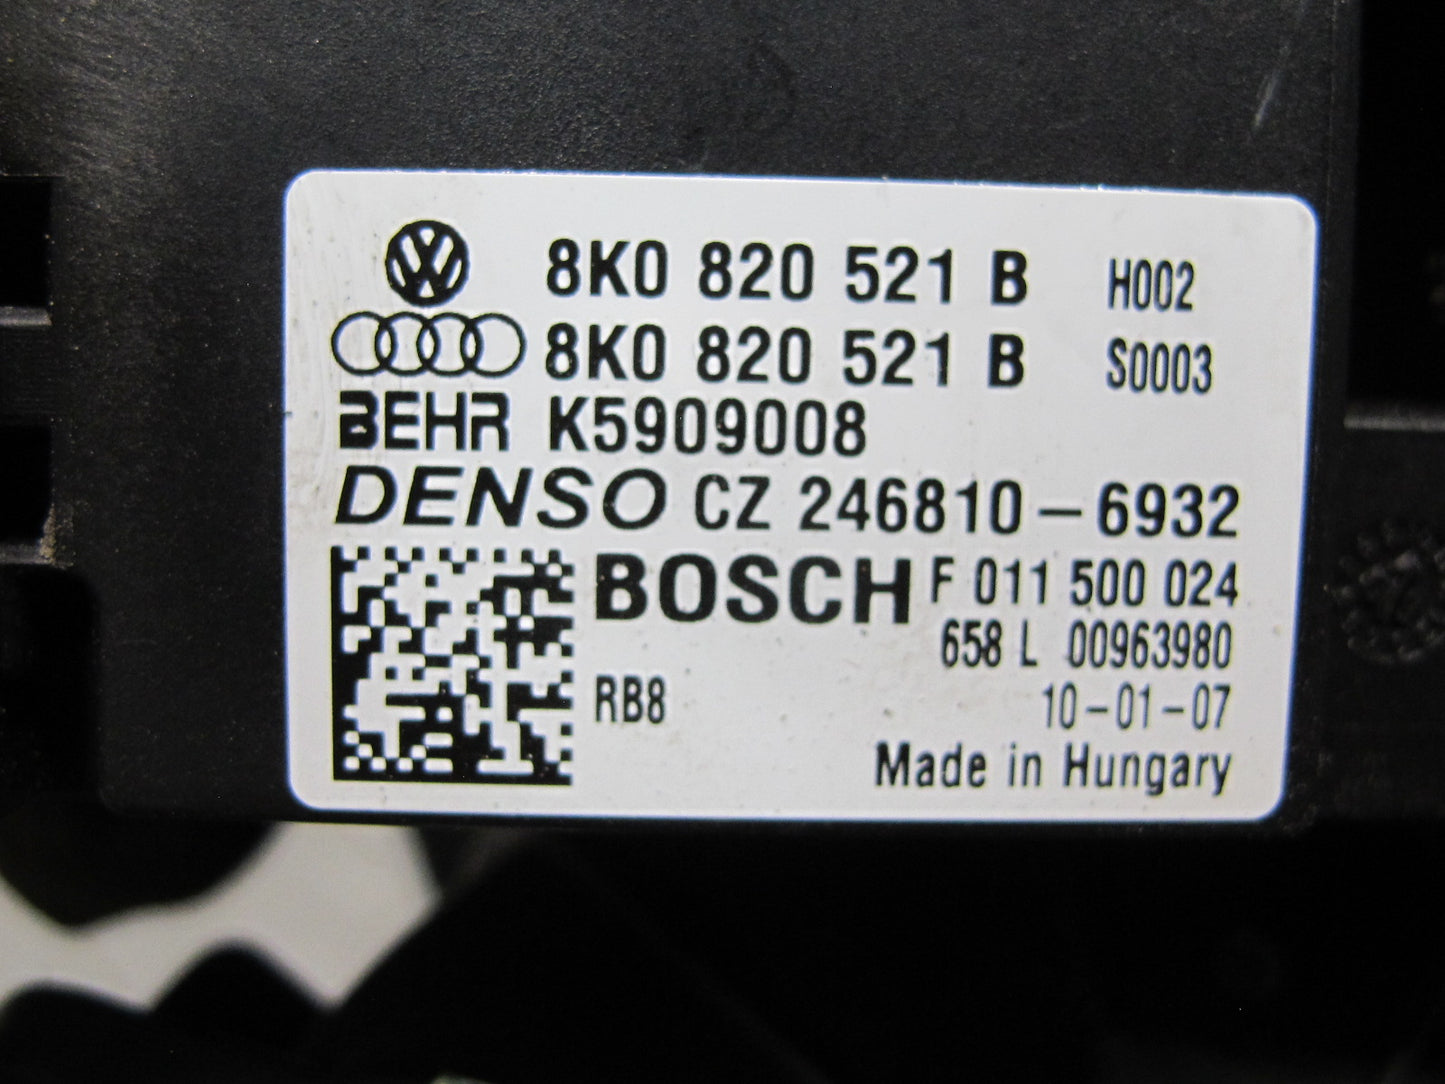 8K0 820 521 B H002
8K0 820 521 B S0003
BEHR K5909008
DENSO CZ 246810-6932
BOSCH F 011 500 024
658 L 00963980
RB8 10-01-07
Made in Hungary